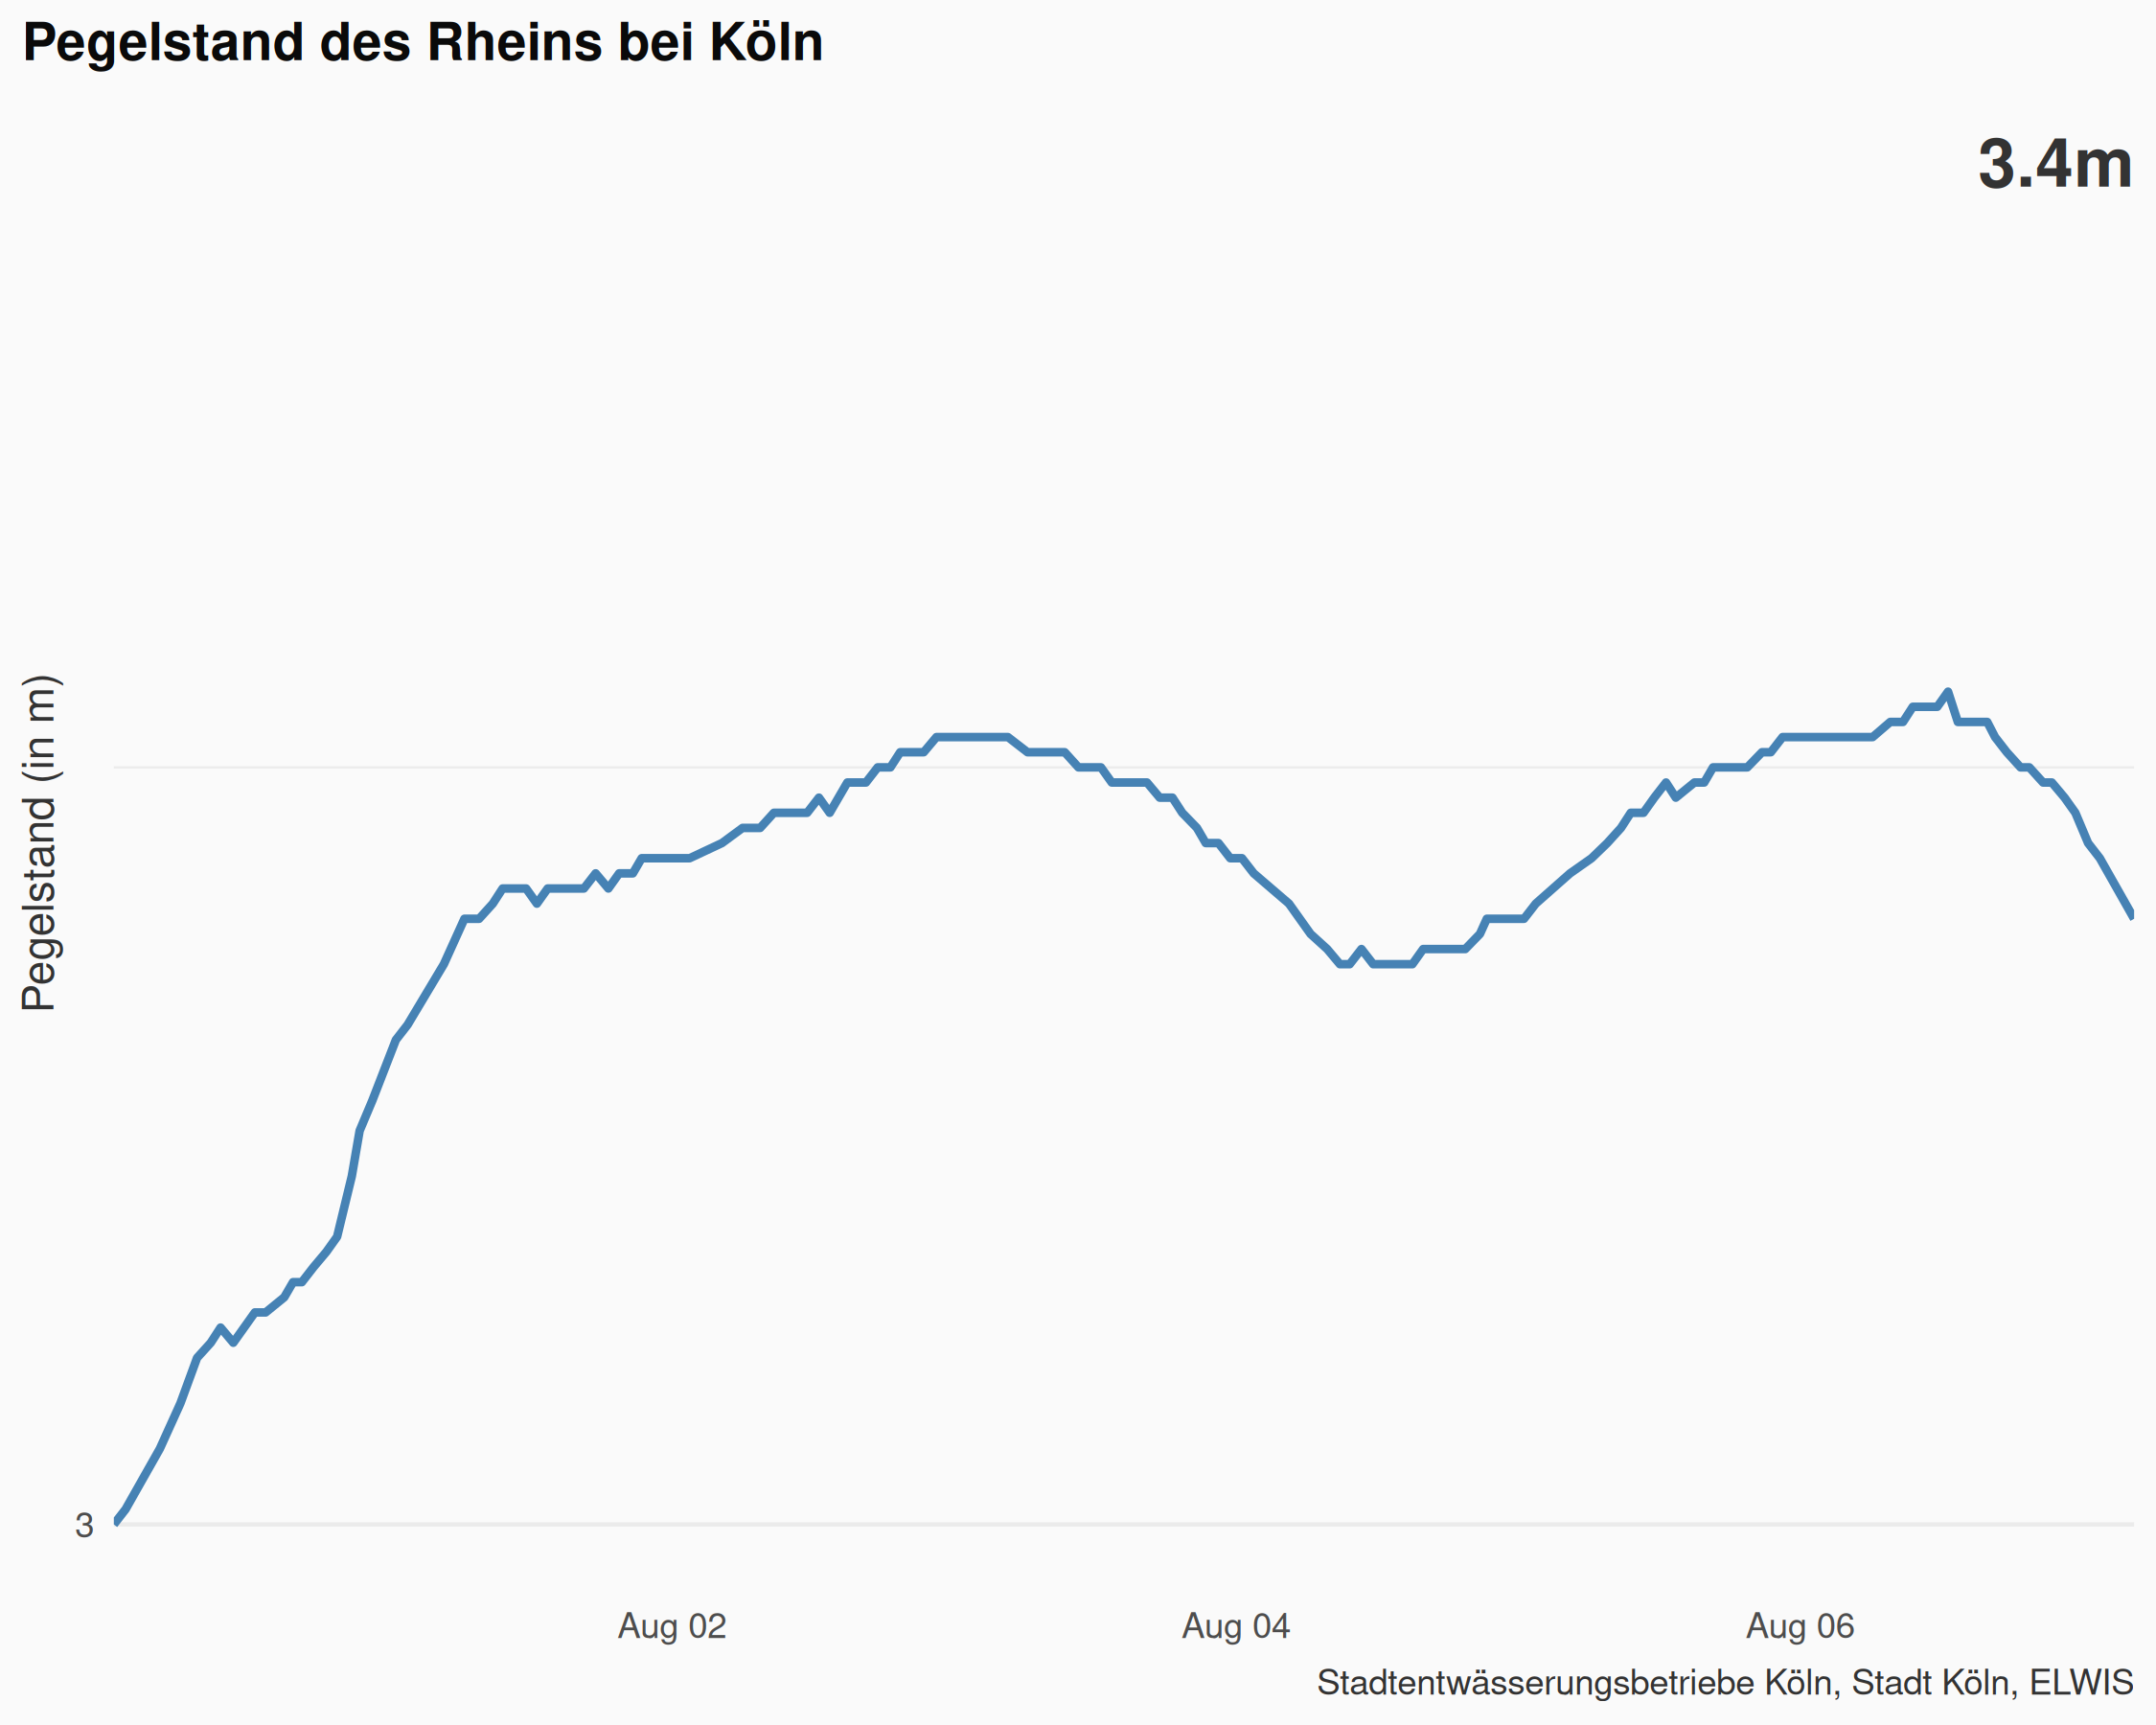 Pegelstand des Rheins bei Köln
3.4m
Pegelstand (in m)
3
Aug 02
Aug 04
Aug 06
Stadtentwässerungsbetriebe Köln, Stadt Köln, ELWIS